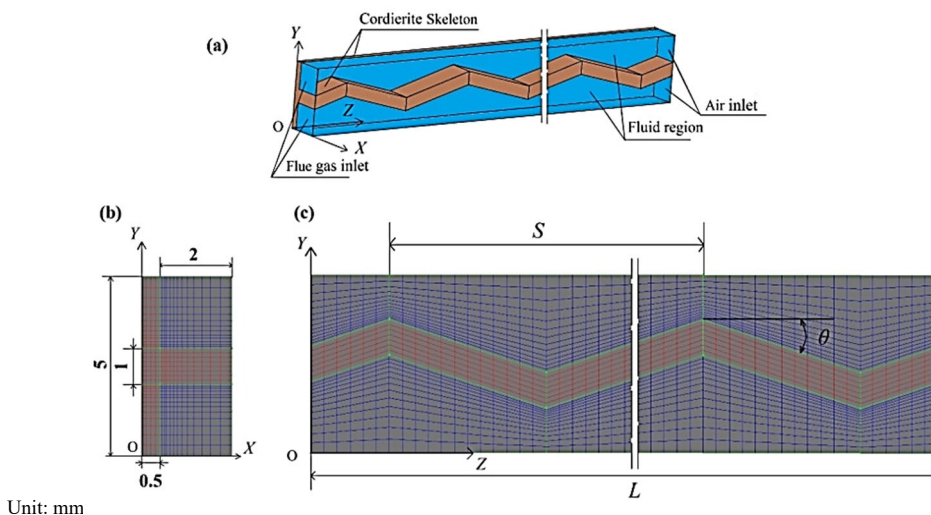 Cordierite Skeleton
(a)
Y
Air inlet
Z
O
Fluid region
X
Flue gas inlet
(b)
(c)
Y
2
Y
S
θ
5
1
O
X
O
Z
0.5
L
Unit: mm